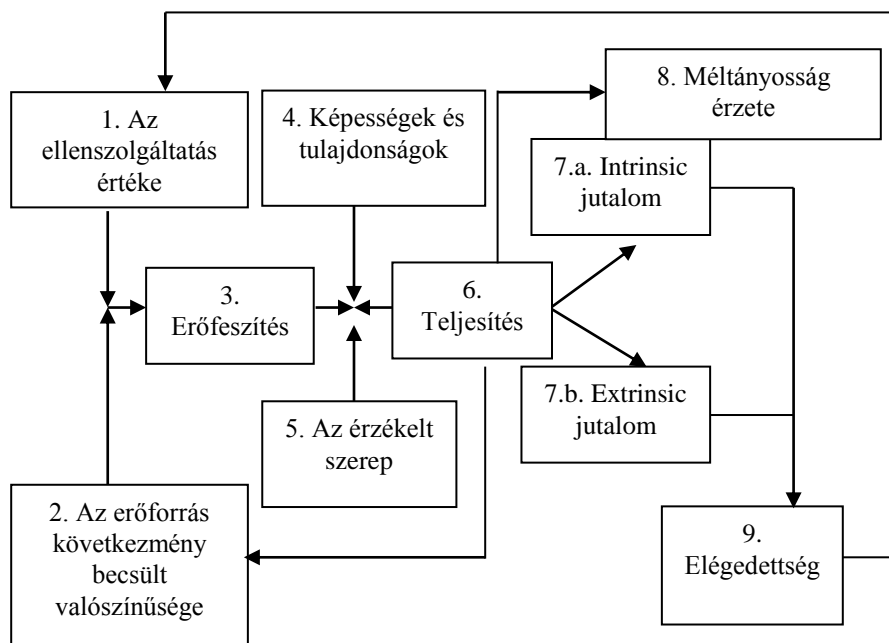 1. Az
ellenszolgáltatás
értéke
2. Az erőforrás
következmény
becsült
valószínűsége
3.
Erőfeszítés
4. Képességek és
tulajdonságok
5. Az érzékelt
szerep
6.
Teljesítés
7.a. Intrinsic
jutalom
7.b. Extrinsic
jutalom
8. Méltányosság
érzete
9.
Elégedettség